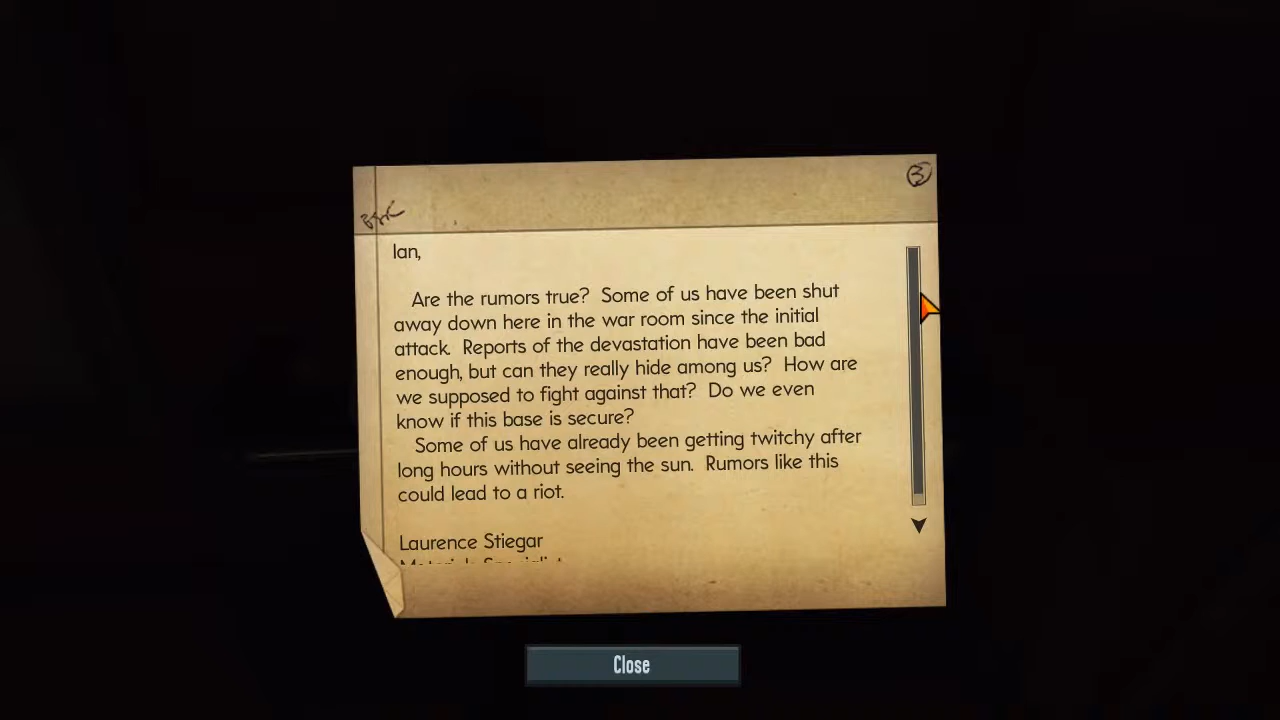 3
Ian,
Are the rumors true? Some of us have been shut
away down here in the war room since the initial
attack. Reports of the devastation have been bad
enough, but can they really hide among us? How are
we supposed to fight against that? Do we even
know if this base is secure?
Some of us have already been getting twitchy after
long hours without seeing the sun. Rumors like this
could lead to a riot.
Laurence Stiegar
Close